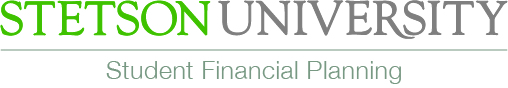 STETSON UNIVERSITY
Student Financial Planning